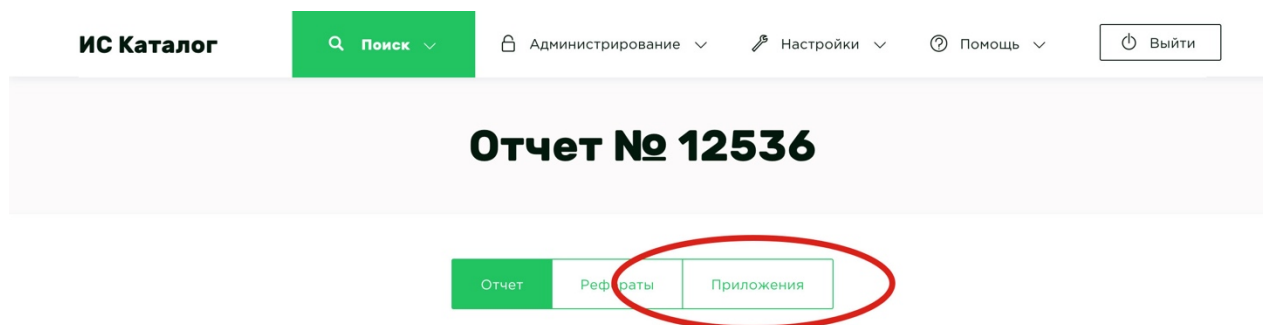 ИС Каталог Поиск Администрирование Настройки Помощь Выйти
Отчет № 12536
Отчет Рефераты Приложения